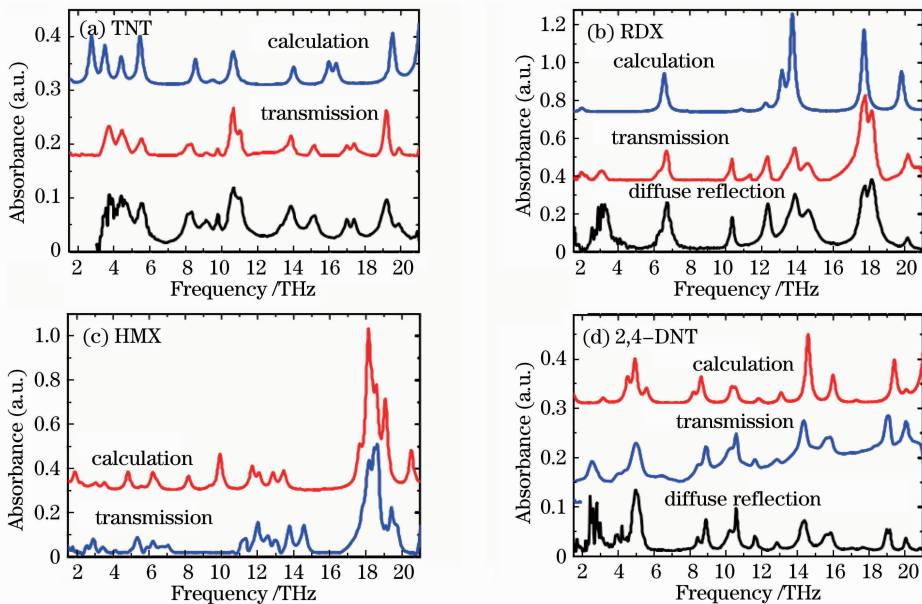 (a) TNT
calculation
transmission
Absorbance (a.u.)
0.4
0.3
0.2
0.1
0
2 4 6 8 10 12 14 16 18 20
Frequency /THz
(b) RDX
calculation
transmission
diffuse reflection
Absorbance (a.u.)
1.2
0.8
0.4
0.2
0
2 4 6 8 10 12 14 16 18 20
Frequency /THz
(c) HMX
calculation
transmission
Absorbance (a.u.)
1.0
0.8
0.6
0.4
0.2
0
2 4 6 8 10 12 14 16 18 20
Frequency /THz
(d) 2,4-DNT
calculation
transmission
diffuse reflection
Absorbance (a.u.)
0.4
0.3
0.2
0.1
0
2 4 6 8 10 12 14 16 18 20
Frequency /THz